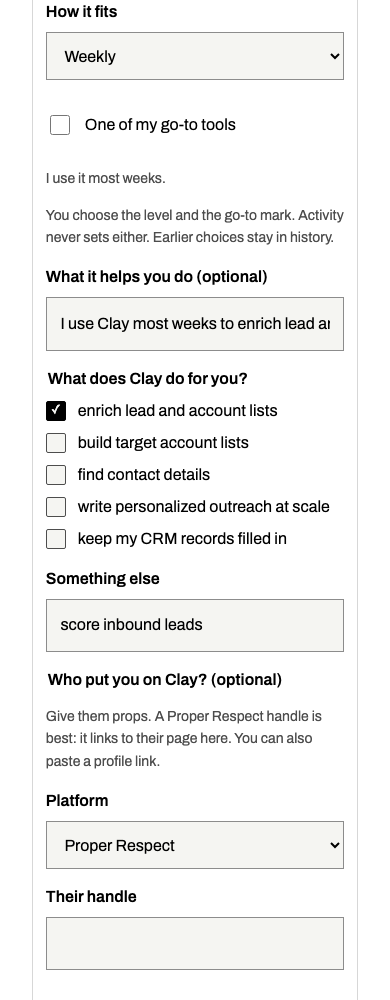 How it fits
Weekly
One of my go-to tools
I use it most weeks.
You choose the level and the go-to mark. Activity
never sets either. Earlier choices stay in history.
What it helps you do (optional)
I use Clay most weeks to enrich lead
What does Clay do for you?
enrich lead and account lists
build target account lists
find contact details
write personalized outreach at scale
keep my CRM records filled in
Something else
score inbound leads
Who put you on Clay? (optional)
Give them props. A Proper Respect handle is
best: it links to their page here. You can also
paste a profile link.
Platform
Proper Respect
Their handle